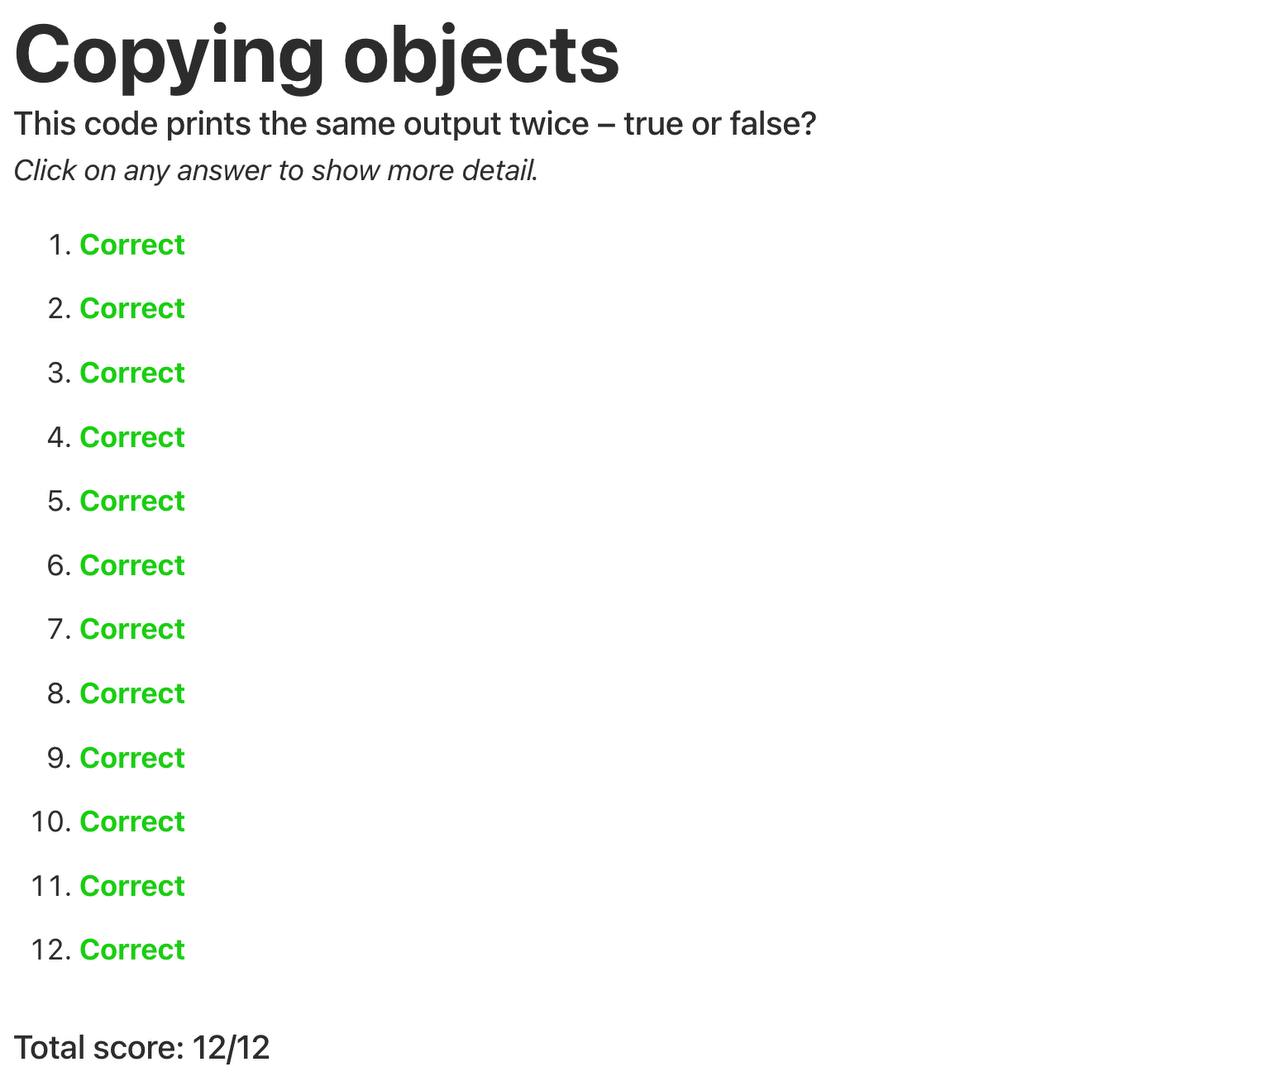 Copying objects
This code prints the same output twice – true or false?
Click on any answer to show more detail.
1. Correct
2. Correct
3. Correct
4. Correct
5. Correct
6. Correct
7. Correct
8. Correct
9. Correct
10. Correct
11. Correct
12. Correct
Total score: 12/12